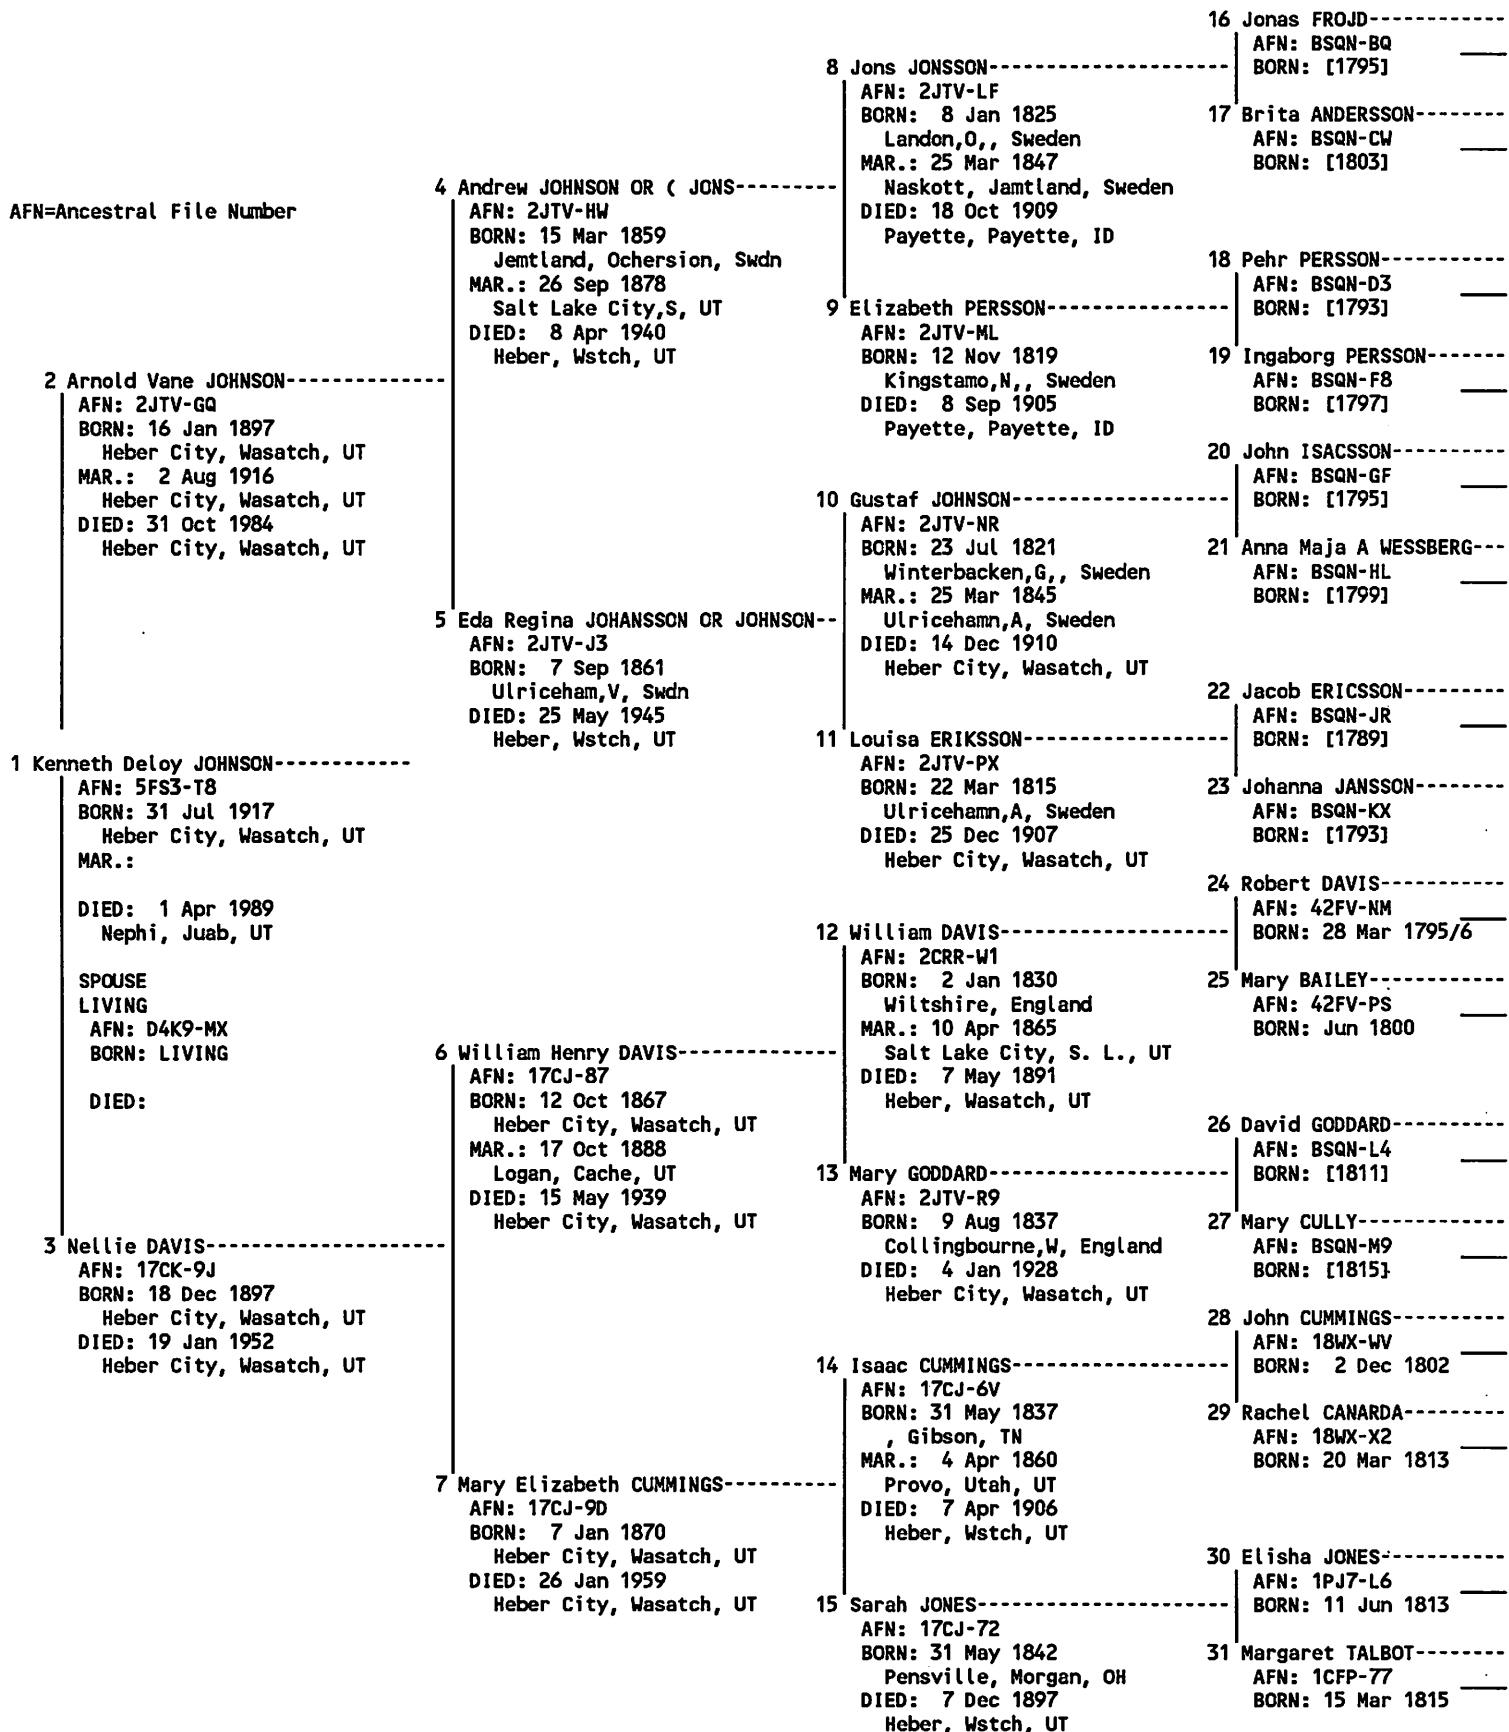 AFN=Ancestral File Number
1 Kenneth Deloy JOHNSON------------
AFN: 5FS3-T8
BORN: 31 Jul 1917
Heber City, Wasatch, UT
MAR.:
DIED:  1 Apr 1989
Nephi, Juab, UT
SPOUSE
LIVING
AFN: D4K9-MX
BORN: LIVING
DIED:
2 Arnold Vane JOHNSON--------------
AFN: 2JTV-GQ
BORN: 16 Jan 1897
Heber City, Wasatch, UT
MAR.:  2 Aug 1916
Heber City, Wasatch, UT
DIED: 31 Oct 1984
Heber City, Wasatch, UT
3 Nellie DAVIS---------------------
AFN: 17CK-9J
BORN: 18 Dec 1897
Heber City, Wasatch, UT
DIED: 19 Jan 1952
Heber City, Wasatch, UT
4 Andrew JOHNSON OR ( JONS---------
AFN: 2JTV-HW
BORN: 15 Mar 1859
Jemtland, Ochersion, Swdn
MAR.: 26 Sep 1878
Salt Lake City,S, UT
DIED:  8 Apr 1940
Heber, Wstch, UT
5 Eda Regina JOHANSSON OR JOHNSON--
AFN: 2JTV-J3
BORN:  7 Sep 1861
Ulriceham,V, Swdn
DIED: 25 May 1945
Heber, Wstch, UT
6 William Henry DAVIS--------------
AFN: 17CJ-87
BORN: 12 Oct 1867
Heber City, Wasatch, UT
MAR.: 17 Oct 1888
Logan, Cache, UT
DIED: 15 May 1939
Heber City, Wasatch, UT
7 Mary Elizabeth CUMMINGS----------
AFN: 17CJ-9D
BORN:  7 Jan 1870
Heber City, Wasatch, UT
DIED: 26 Jan 1959
Heber City, Wasatch, UT
8 Jons JONSSON---------------------
AFN: 2JTV-LF
BORN:  8 Jan 1825
Landon,O,, Sweden
MAR.: 25 Mar 1847
Naskott, Jamtland, Sweden
DIED: 18 Oct 1909
Payette, Payette, ID
9 Elizabeth PERSSON----------------
AFN: 2JTV-ML
BORN: 12 Nov 1819
Kingstamo,N,, Sweden
DIED:  8 Sep 1905
Payette, Payette, ID
10 Gustaf JOHNSON-------------------
AFN: 2JTV-NR
BORN: 23 Jul 1821
Winterbacken,G,, Sweden
MAR.: 25 Mar 1845
Ulricehamn,A, Sweden
DIED: 14 Dec 1910
Heber City, Wasatch, UT
11 Louisa ERIKSSON------------------
AFN: 2JTV-PX
BORN: 22 Mar 1815
Ulricehamn,A, Sweden
DIED: 25 Dec 1907
Heber City, Wasatch, UT
12 William DAVIS--------------------
AFN: 2CRR-W1
BORN:  2 Jan 1830
Wiltshire, England
MAR.: 10 Apr 1865
Salt Lake City, S. L., UT
DIED:  7 May 1891
Heber, Wasatch, UT
13 Mary GODDARD---------------------
AFN: 2JTV-R9
BORN:  9 Aug 1837
Collingbourne,W, England
DIED:  4 Jan 1928
Heber City, Wasatch, UT
14 Isaac CUMMINGS-------------------
AFN: 17CJ-6V
BORN: 31 May 1837
, Gibson, TN
MAR.:  4 Apr 1860
Provo, Utah, UT
DIED:  7 Apr 1906
Heber, Wstch, UT
15 Sarah JONES----------------------
AFN: 17CJ-72
BORN: 31 May 1842
Pensville, Morgan, OH
DIED:  7 Dec 1897
Heber, Wstch, UT
16 Jonas FROJD------------
AFN: BSQN-BQ
BORN: [1795]
17 Brita ANDERSSON--------
AFN: BSQN-CW
BORN: [1803]
18 Pehr PERSSON-----------
AFN: BSQN-D3
BORN: [1793]
19 Ingaborg PERSSON-------
AFN: BSQN-F8
BORN: [1797]
20 John ISACSSON----------
AFN: BSQN-GF
BORN: [1795]
21 Anna Maja A WESSBERG---
AFN: BSQN-HL
BORN: [1799]
22 Jacob ERICSSON---------
AFN: BSQN-JR
BORN: [1789]
23 Johanna JANSSON--------
AFN: BSQN-KX
BORN: [1793]
24 Robert DAVIS-----------
AFN: 42FV-NM
BORN: 28 Mar 1795/6
25 Mary BAILEY------------
AFN: 42FV-PS
BORN: Jun 1800
26 David GODDARD----------
AFN: BSQN-L4
BORN: [1811]
27 Mary CULLY-------------
AFN: BSQN-M9
BORN: [1815]
28 John CUMMINGS----------
AFN: 18WX-WV
BORN:  2 Dec 1802
29 Rachel CANARDA---------
AFN: 18WX-X2
BORN: 20 Mar 1813
30 Elisha JONES-----------
AFN: 1PJ7-L6
BORN: 11 Jun 1813
31 Margaret TALBOT--------
AFN: 1CFP-77
BORN: 15 Mar 1815